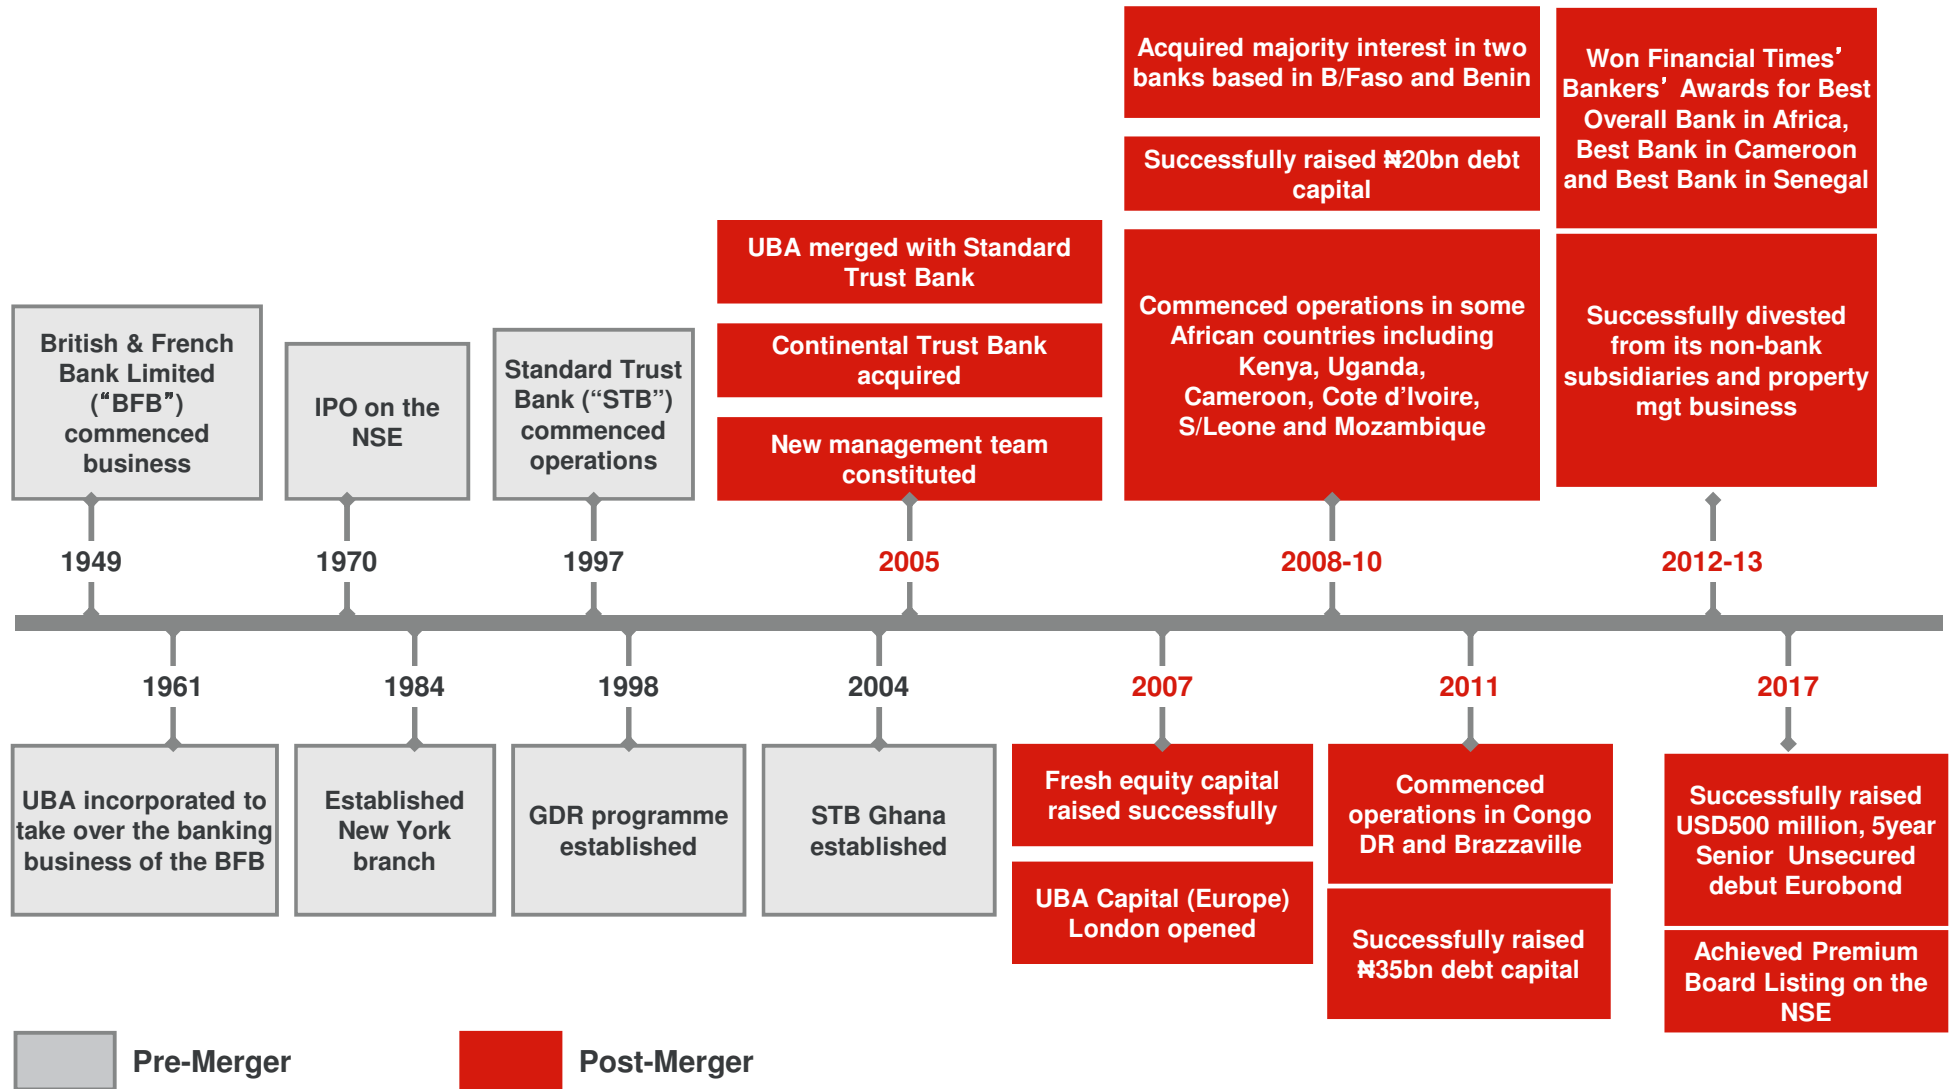 Acquired majority interest in two
banks based in B/Faso and Benin
Successfully raised ₦20bn debt
capital
Commenced operations in some
African countries including
Kenya, Uganda,
Cameroon, Cote d’Ivoire,
S/Leone and Mozambique
Won Financial Times’
Bankers’ Awards for Best
Overall Bank in Africa,
Best Bank in Cameroon
and Best Bank in Senegal
Successfully divested
from its non-bank
subsidiaries and property
mgt business
UBA merged with Standard
Trust Bank
Continental Trust Bank
acquired
New management team
constituted
British & French
Bank Limited
(“BFB”)
commenced
business
IPO on the
NSE
Standard Trust
Bank (“STB”)
commenced
operations
1949
1970
1997
2005
2008-10
2012-13
1961
1984
1998
2004
2007
2011
2017
UBA incorporated to
take over the banking
business of the BFB
Established
New York
branch
GDR programme
established
STB Ghana
established
Fresh equity capital
raised successfully
UBA Capital (Europe)
London opened
Commenced
operations in Congo
DR and Brazzaville
Successfully raised
₦35bn debt capital
Successfully raised
USD500 million, 5year
Senior Unsecured
debut Eurobond
Achieved Premium
Board Listing on the
NSE
Pre-Merger
Post-Merger